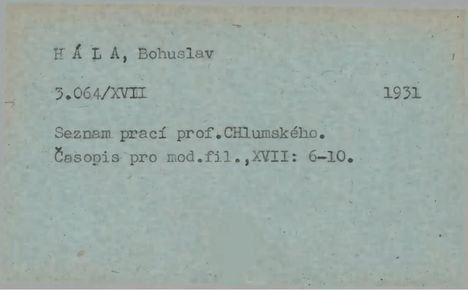 H Á L A, Bohuslav
3.064/XVII 1931
Seznam prací prof.CHlumského.
Časopis pro mod.fil.,XVII: 6-10.